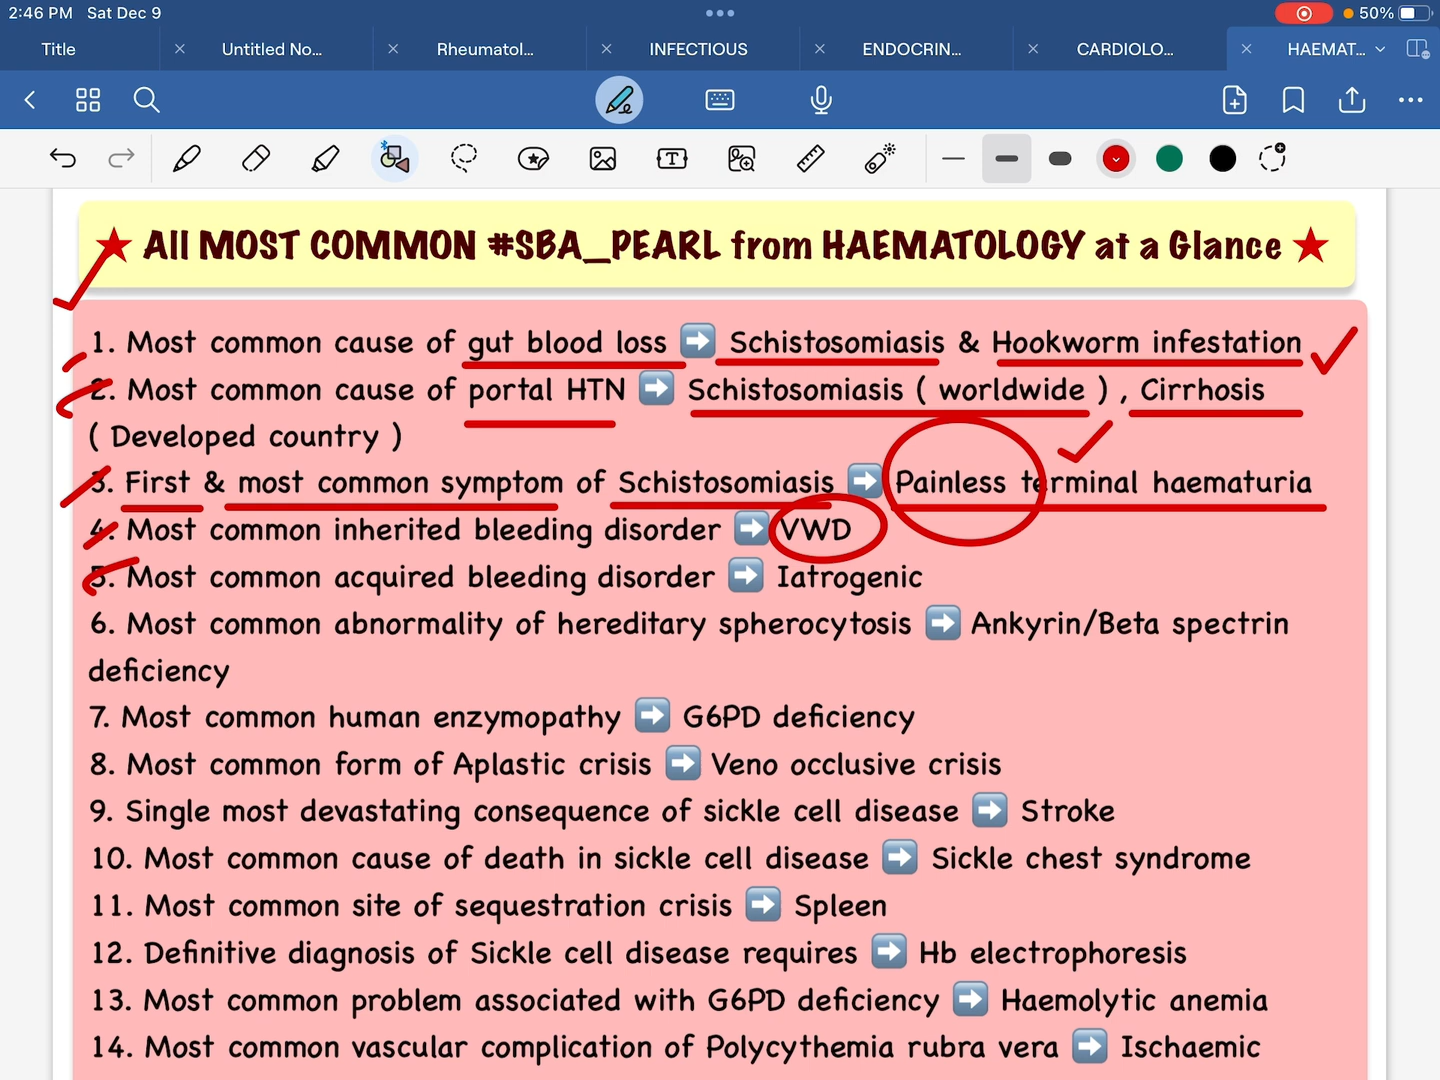 2:46 PM Sat Dec 9
50%
Title
Untitled No...
Rheumatol...
INFECTIOUS
ENDOCRIN...
CARDIOLO...
HAEMAT...
All MOST COMMON #SBA_PEARL from HAEMATOLOGY at a Glance
1. Most common cause of gut blood loss ➡ Schistosomiasis & Hookworm infestation
2. Most common cause of portal HTN ➡ Schistosomiasis ( worldwide ) , Cirrhosis
( Developed country )
3. First & most common symptom of Schistosomiasis ➡ Painless terminal haematuria
4. Most common inherited bleeding disorder ➡ VWD
5. Most common acquired bleeding disorder ➡ Iatrogenic
6. Most common abnormality of hereditary spherocytosis ➡ Ankyrin/Beta spectrin
deficiency
7. Most common human enzymopathy ➡ G6PD deficiency
8. Most common form of Aplastic crisis ➡ Veno occlusive crisis
9. Single most devastating consequence of sickle cell disease ➡ Stroke
10. Most common cause of death in sickle cell disease ➡ Sickle chest syndrome
11. Most common site of sequestration crisis ➡ Spleen
12. Definitive diagnosis of Sickle cell disease requires ➡ Hb electrophoresis
13. Most common problem associated with G6PD deficiency ➡ Haemolytic anemia
14. Most common vascular complication of Polycythemia rubra vera ➡ Ischaemic